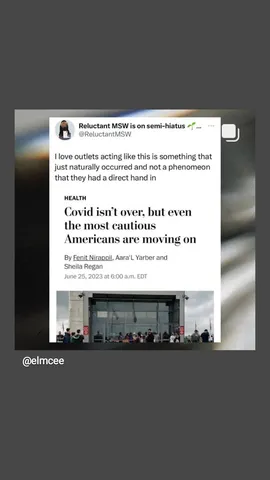 Reluctant MSW is on semi-hiatus 🌱...
@ReluctantMSW
I love outlets acting like this is something that
just naturally occurred and not a phenomeon
that they had a direct hand in
HEALTH
Covid isn't over, but even
the most cautious
Americans are moving on
By Fenit Nirappil, Aara'L Yarber and
Sheila Regan
June 25, 2023 at 6:00 a.m. EDT
@elmcee